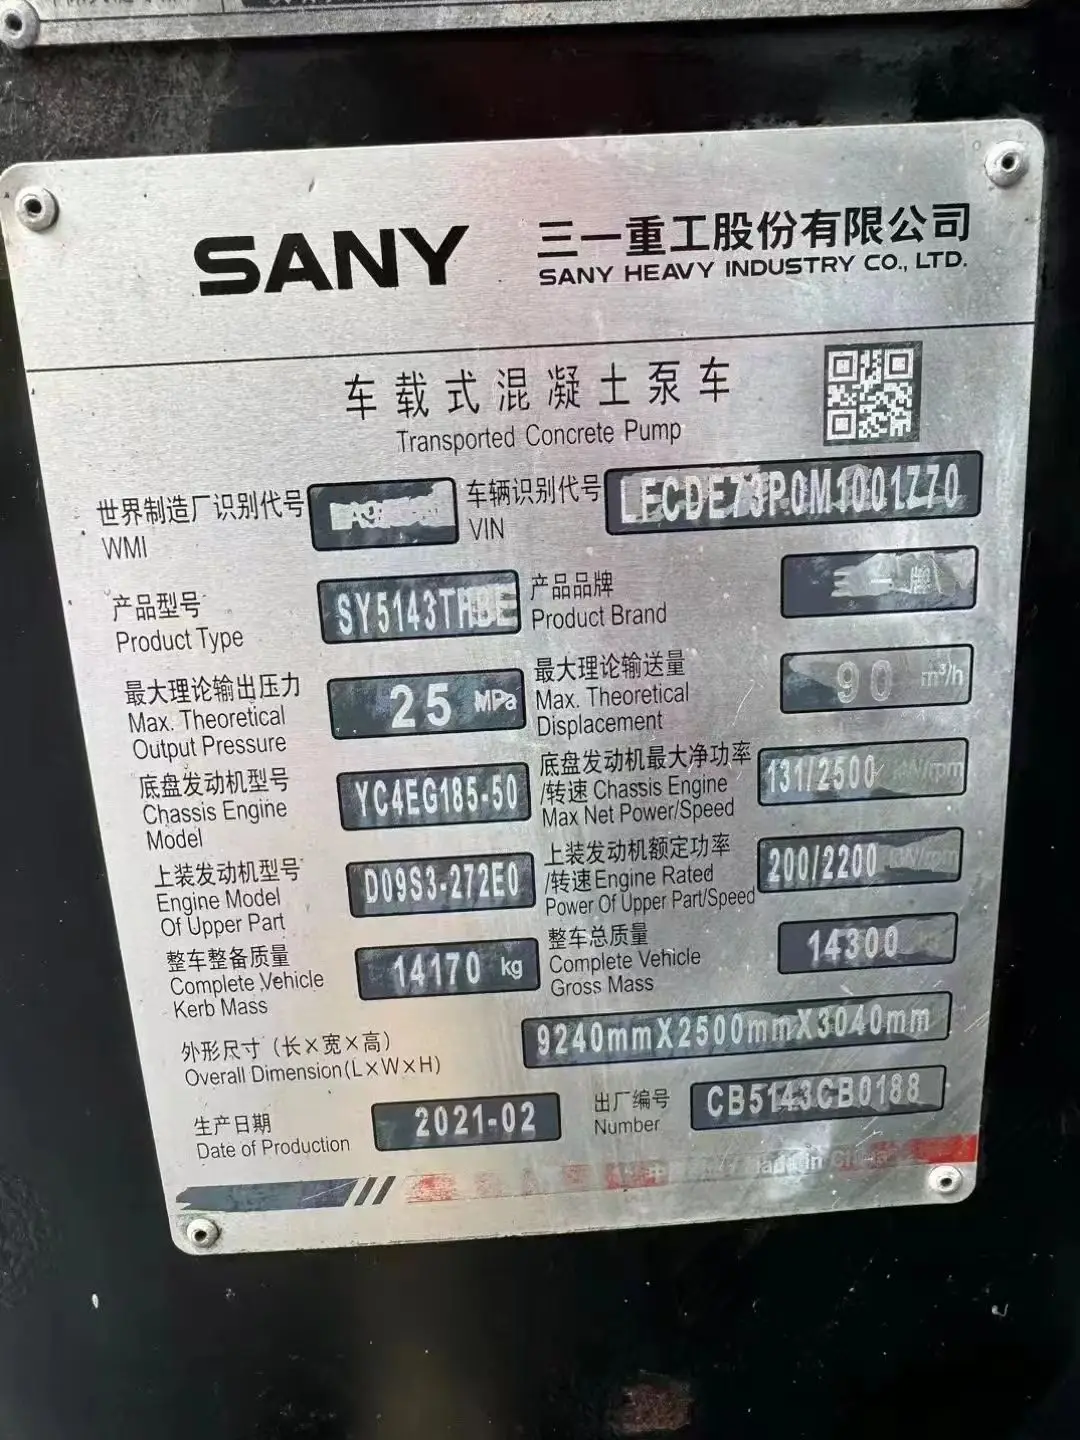 SANY
三一重工股份有限公司
SANY HEAVY INDUSTRY CO., LTD.
车载式混凝土泵车
Transported Concrete Pump
世界制造厂识别代号
WMI
车辆识别代号
VIN
LFCDE73P0M1001770
产品型号
Product Type
SY5143THBE
产品品牌
Product Brand
三一牌
最大理论输出压力
Max. Theoretical
Output Pressure
25 MPa
最大理论输送量
Max. Theoretical
Displacement
90 m³/h
底盘发动机型号
Chassis Engine
Model
YC4EG185-50
底盘发动机最大净功率
/转速 Chassis Engine
Max Net Power/Speed
131/2500 kW/rpm
上装发动机型号
Engine Model
Of Upper Part
D09S3-272E0
上装发动机额定功率
/转速 Engine Rated
Power Of Upper Part/Speed
200/2200 kW/rpm
整车整备质量
Complete Vehicle
Kerb Mass
14170 kg
整车总质量
Complete Vehicle
Gross Mass
14300
外形尺寸 (长×宽×高)
Overall Dimension(L×W×H)
9240mmX2500mmX3040mm
生产日期
Date of Production
2021-02
出厂编号
Number
CB5143CB0188
Made in